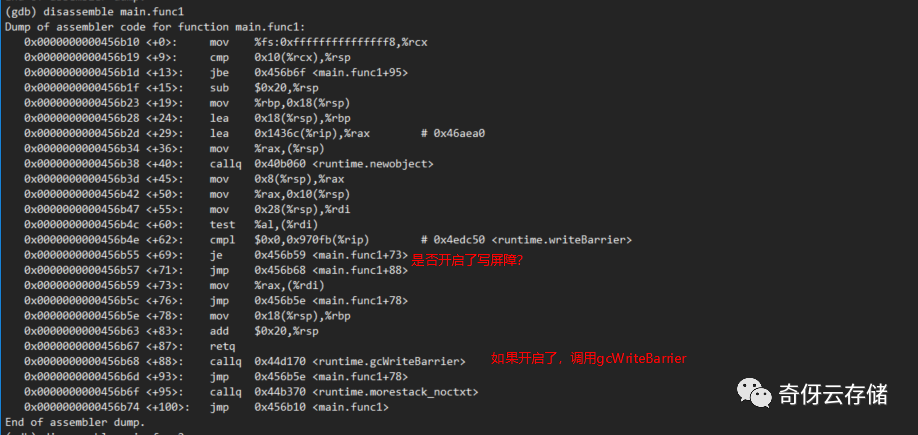 (gdb) disassemble main.func1
Dump of assembler code for function main.func1:
0x0000000000456b10 <+0>: mov %fs:0xfffffffffffffff8,%rcx
0x0000000000456b19 <+9>: cmp 0x10(%rcx),%rsp
0x0000000000456b1d <+13>: jbe 0x456b6f <main.func1+95>
0x0000000000456b1f <+15>: sub $0x20,%rsp
0x0000000000456b23 <+19>: mov %rbp,0x18(%rsp)
0x0000000000456b28 <+24>: lea 0x18(%rsp),%rbp
0x0000000000456b2d <+29>: lea 0x1436c(%rip),%rax # 0x46aea0
0x0000000000456b34 <+36>: mov %rax,(%rsp)
0x0000000000456b38 <+40>: callq 0x40b060 <runtime.newobject>
0x0000000000456b3d <+45>: mov 0x8(%rsp),%rax
0x0000000000456b42 <+50>: mov %rax,0x10(%rsp)
0x0000000000456b47 <+55>: mov 0x28(%rsp),%rdi
0x0000000000456b4c <+60>: test %al,(%rdi)
0x0000000000456b4e <+62>: cmpl $0x0,0x970fb(%rip) # 0x4edc50 <runtime.writeBarrier>
0x0000000000456b55 <+69>: je 0x456b59 <main.func1+73> 是否开启了写屏障?
0x0000000000456b57 <+71>: jmp 0x456b68 <main.func1+88>
0x0000000000456b59 <+73>: mov %rax,(%rdi)
0x0000000000456b5c <+76>: jmp 0x456b5e <main.func1+78>
0x0000000000456b5e <+78>: mov 0x18(%rsp),%rbp
0x0000000000456b63 <+83>: add $0x20,%rsp
0x0000000000456b67 <+87>: retq
0x0000000000456b68 <+88>: callq 0x44d170 <runtime.gcWriteBarrier> 如果开启了，调用gcWriteBarrier
0x0000000000456b6d <+93>: jmp 0x456b5e <main.func1+78>
0x0000000000456b6f <+95>: callq 0x44b370 <runtime.morestack_noctxt>
0x0000000000456b74 <+100>: jmp 0x456b10 <main.func1>
End of assembler dump.
奇伢云存储